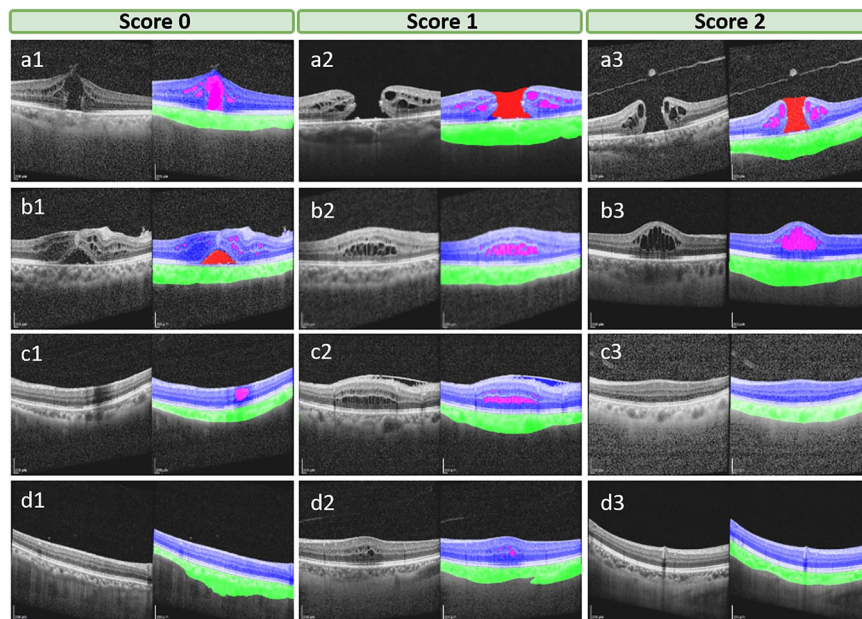 Score 0 Score 1 Score 2
a1 a2 a3
b1 b2 b3
c1 c2 c3
d1 d2 d3